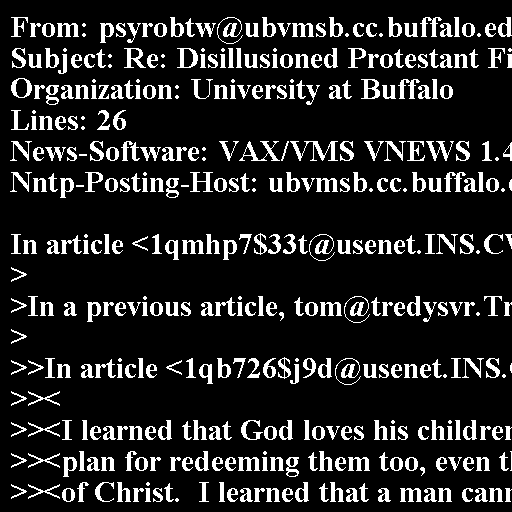 From: psyrobtw@ubvmsb.cc.buffalo.ed
Subject: Re: Disillusioned Protestant Fi
Organization: University at Buffalo
Lines: 26
News-Software: VAX/VMS VNEWS 1.4
Nntp-Posting-Host: ubvmsb.cc.buffalo.
In article <1qmhp7$33t@usenet.INS.CW
>
>In a previous article, tom@tredysvr.Tr
>
>>In article <1qb726$j9d@usenet.INS.
>><
>><I learned that God loves his children
>><plan for redeeming them too, even th
>><of Christ.  I learned that a man cann